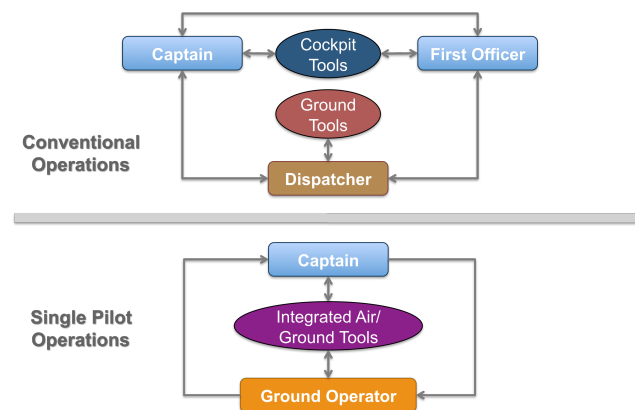 Captain
Cockpit
Tools
First Officer
Ground
Tools
Conventional
Operations
Dispatcher
Captain
Single Pilot
Operations
Integrated Air/
Ground Tools
Ground Operator